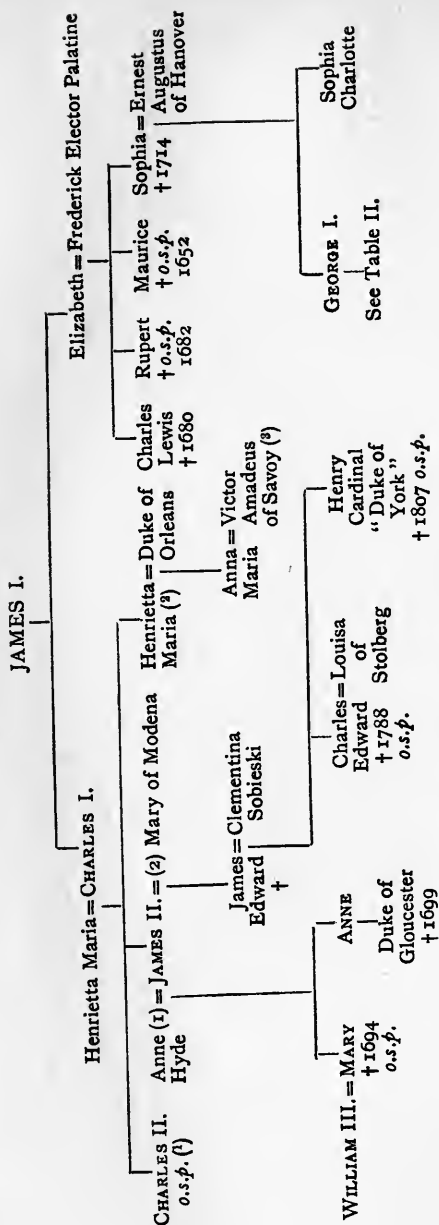 JAMES I.
Henrietta Maria = CHARLES I.
Elizabeth = Frederick Elector Palatine
CHARLES II.
o.s.p. (¹)
Anne (1) = JAMES II. = (2) Mary of Modena
Hyde
Henrietta = Duke of
Maria (²) Orleans
Charles
Lewis
†1680
Rupert
† o.s.p.
1682
Maurice
† o.s.p.
1652
Sophia = Ernest
†1714 Augustus
of Hanover
James = Clementina
Edward Sobieski
†
Anna = Victor
Maria Amadeus
of Savoy (³)
WILLIAM III. = MARY
†1694
o.s.p.
ANNE
Duke of
Gloucester
†1699
Charles = Louisa
Edward of
†1788 Stolberg
o.s.p.
Henry
Cardinal
"Duke of
York"
†1807 o.s.p.
GEORGE I.
See Table II.
Sophia
Charlotte